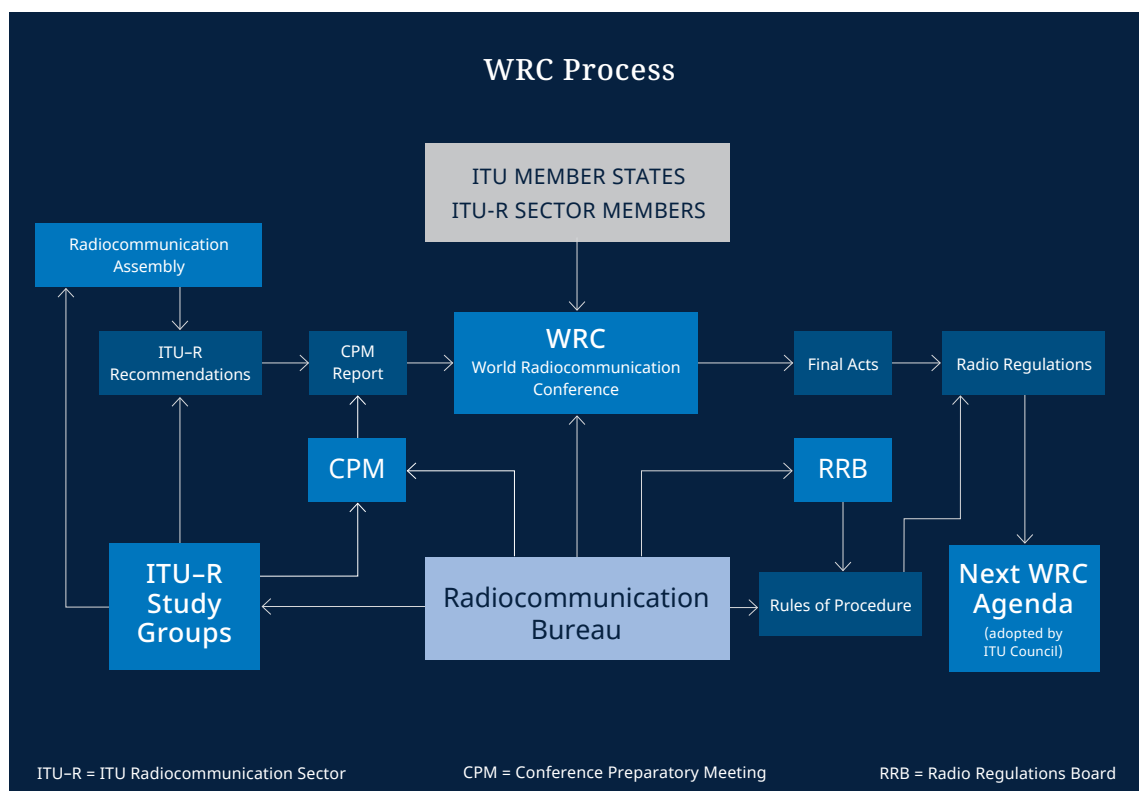 WRC Process
ITU MEMBER STATES
ITU-R SECTOR MEMBERS
Radiocommunication
Assembly
ITU–R
Recommendations
CPM
Report
WRC
World Radiocommunication
Conference
Final Acts
Radio Regulations
CPM
RRB
ITU–R
Study
Groups
Radiocommunication
Bureau
Rules of Procedure
Next WRC
Agenda
(adopted by
ITU Council)
ITU–R = ITU Radiocommunication Sector
CPM = Conference Preparatory Meeting
RRB = Radio Regulations Board